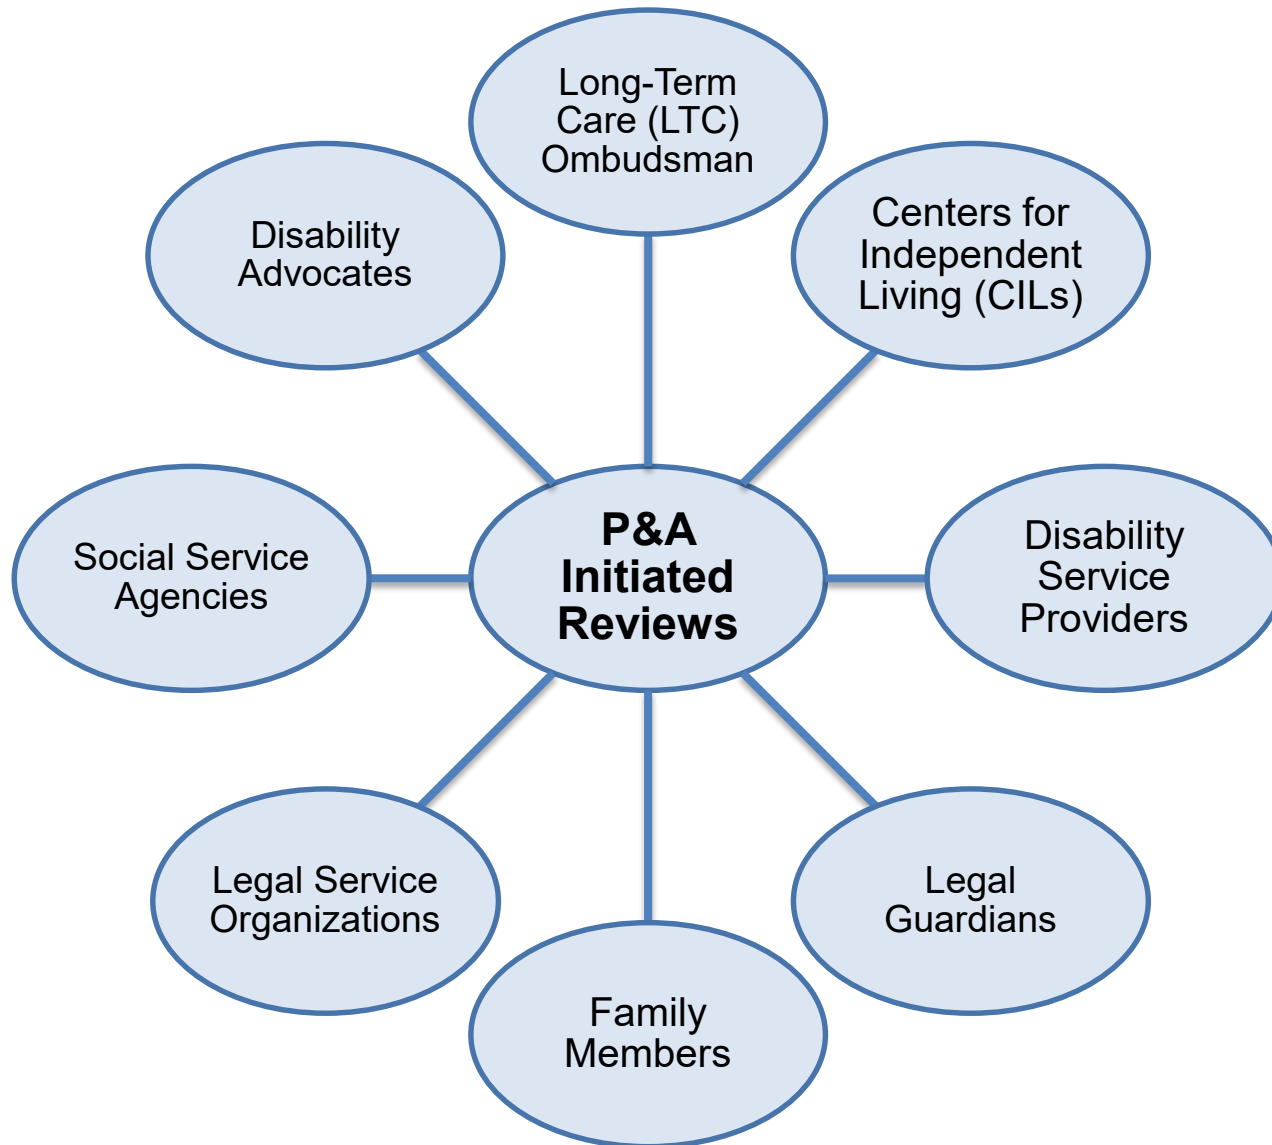 Long-Term
Care (LTC)
Ombudsman
Centers for
Independent
Living (CILs)
Disability
Service
Providers
Legal
Guardians
Family
Members
Legal Service
Organizations
Social Service
Agencies
Disability
Advocates
P&A
Initiated
Reviews